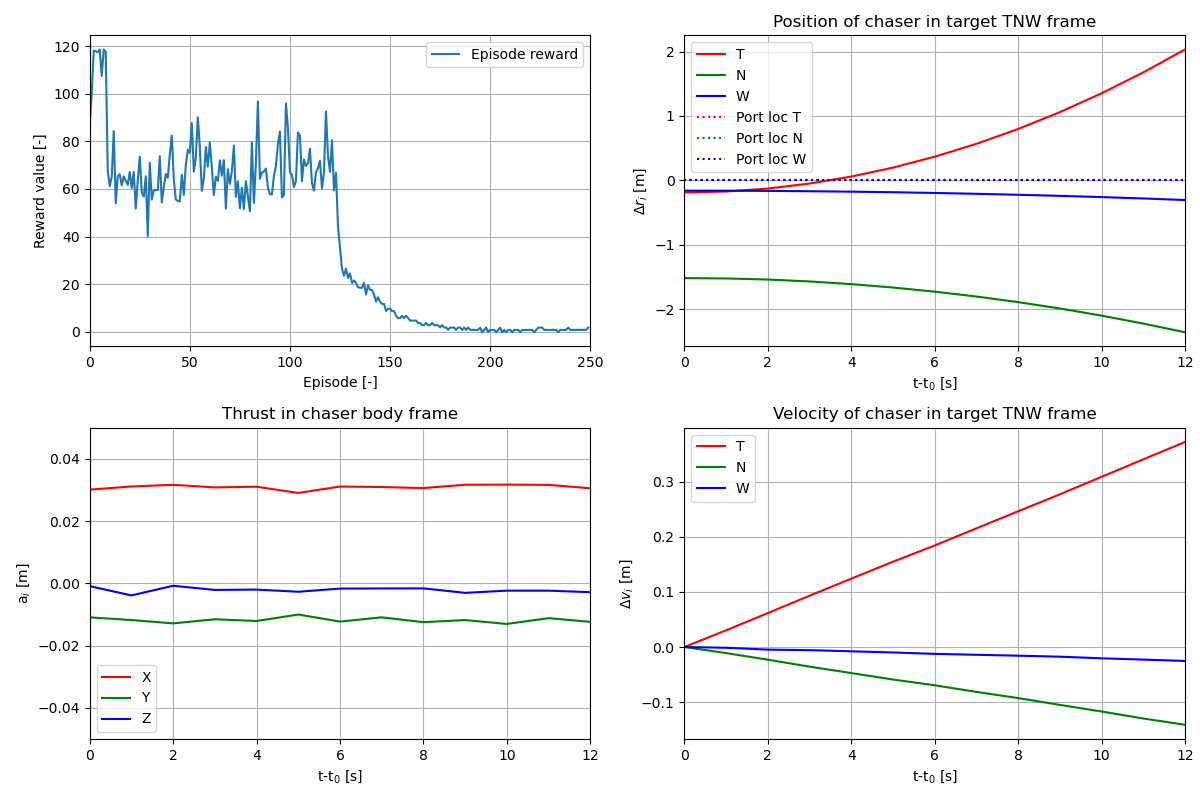 120
100
80
60
40
20
0
Reward value [-]
Episode reward
0 50 100 150 200 250
Episode [-]
Position of chaser in target TNW frame
2
1
0
−1
−2
Δr_i [m]
T
N
W
Port loc T
Port loc N
Port loc W
0 2 4 6 8 10 12
t-t₀ [s]
Thrust in chaser body frame
0.04
0.02
0.00
−0.02
−0.04
a_i [m]
X
Y
Z
0 2 4 6 8 10 12
t-t₀ [s]
Velocity of chaser in target TNW frame
0.3
0.2
0.1
0.0
−0.1
Δv_i [m]
T
N
W
0 2 4 6 8 10 12
t-t₀ [s]